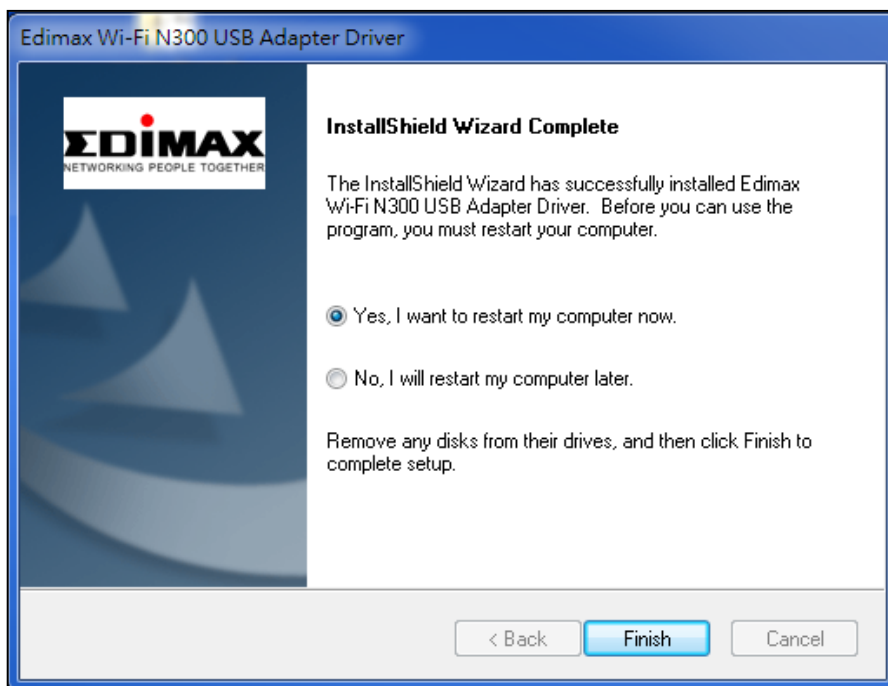 Edimax Wi-Fi N300 USB Adapter Driver
EDiMAX
NETWORKING PEOPLE TOGETHER
InstallShield Wizard Complete
The InstallShield Wizard has successfully installed Edimax
Wi-Fi N300 USB Adapter Driver.  Before you can use the
program, you must restart your computer.
Yes, I want to restart my computer now.
No, I will restart my computer later.
Remove any disks from their drives, and then click Finish to
complete setup.
< Back
Finish
Cancel